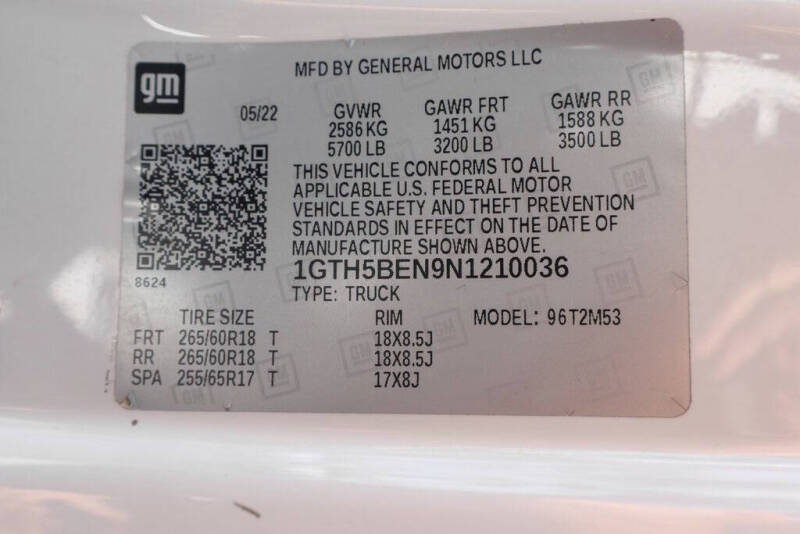 MFD BY GENERAL MOTORS LLC
gm
05/22 GVWR GAWR FRT GAWR RR
2586 KG 1451 KG 1588 KG
5700 LB 3200 LB 3500 LB
THIS VEHICLE CONFORMS TO ALL
APPLICABLE U.S. FEDERAL MOTOR
VEHICLE SAFETY AND THEFT PREVENTION
STANDARDS IN EFFECT ON THE DATE OF
MANUFACTURE SHOWN ABOVE.
1GTH5BEN9N1210036
8624
TYPE: TRUCK
TIRE SIZE RIM MODEL: 96T2M53
FRT 265/60R18 T 18X8.5J
RR 265/60R18 T 18X8.5J
SPA 255/65R17 T 17X8J